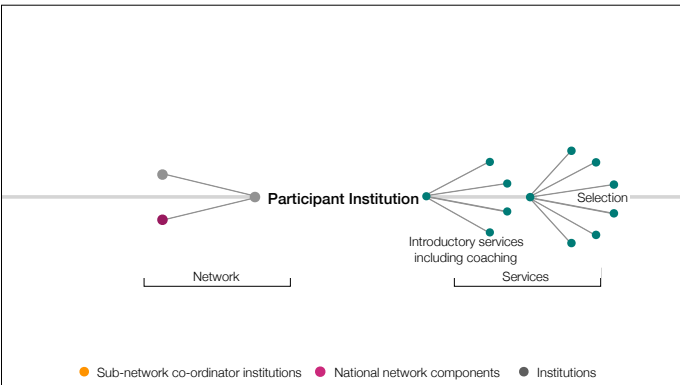 Participant Institution
Selection
Introductory services
including coaching
Network
Services
Sub-network co-ordinator institutions
National network components
Institutions